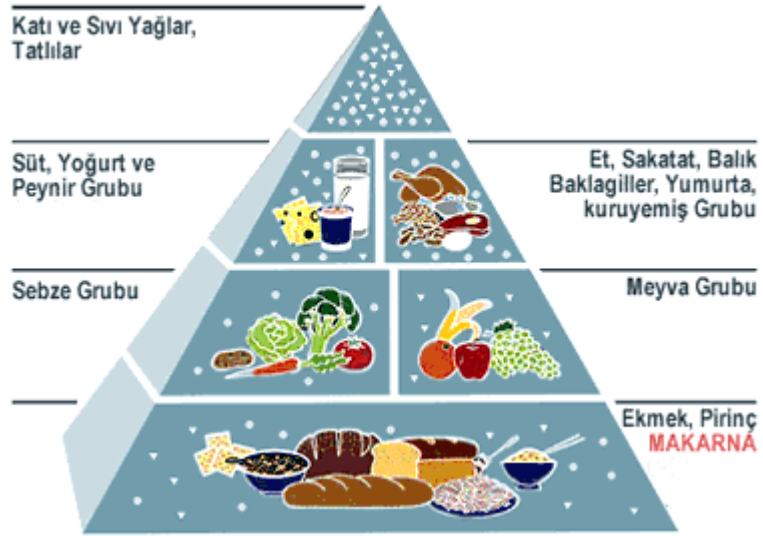 Katı ve Sıvı Yağlar,
Tatlılar
Süt, Yoğurt ve
Peynir Grubu
Et, Sakatat, Balık
Baklagiller, Yumurta,
kuruyemiş Grubu
Sebze Grubu
Meyva Grubu
Ekmek, Pirinç
MAKARNA